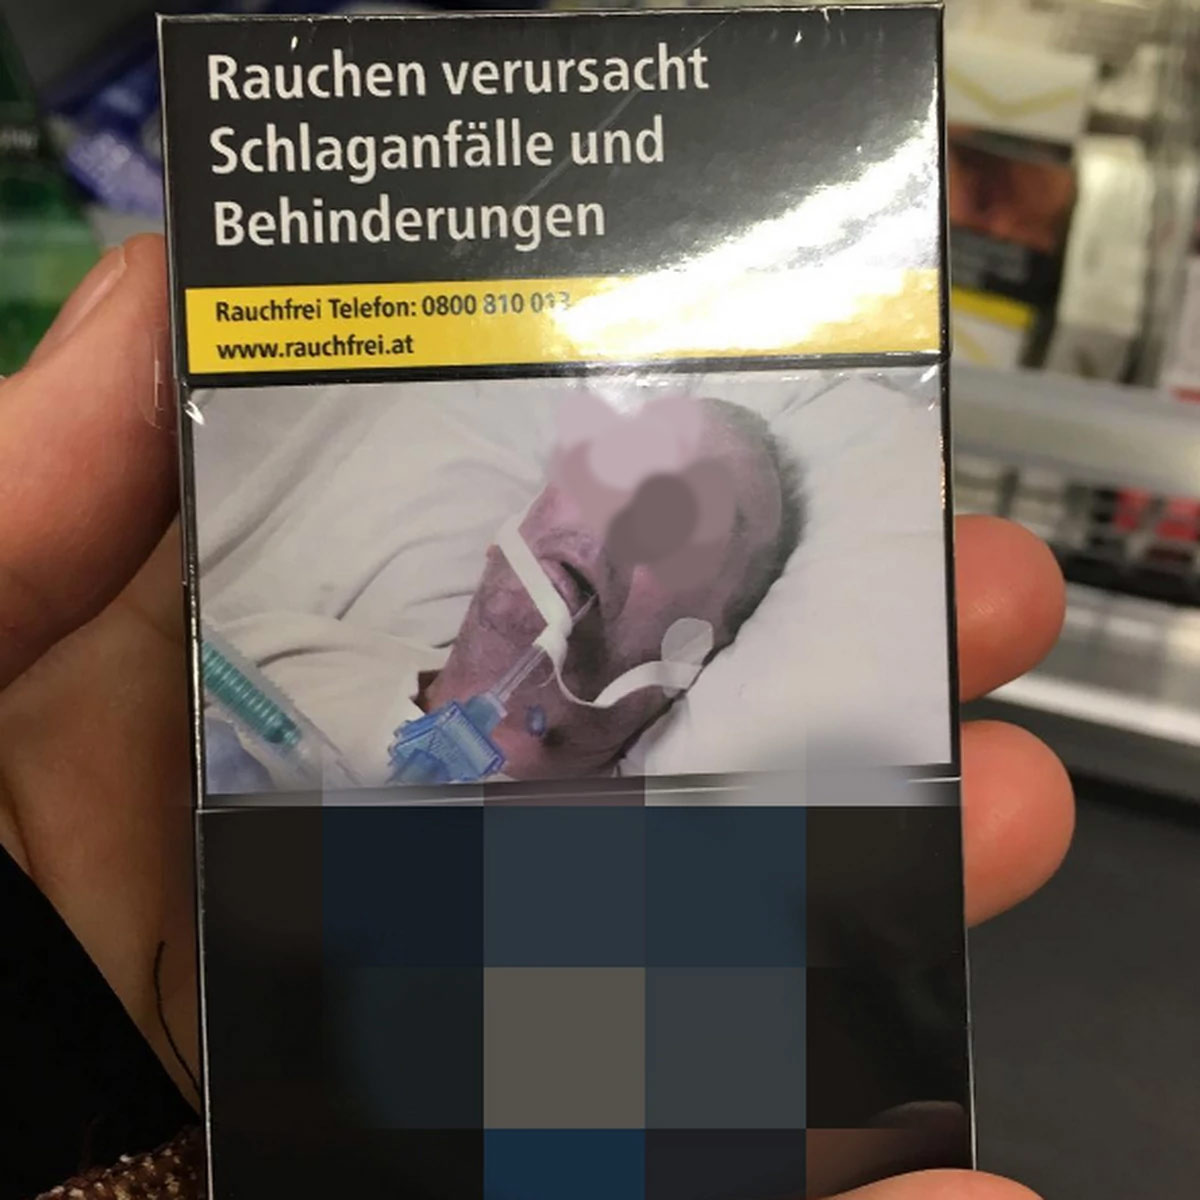 Rauchen verursacht
Schlaganfälle und
Behinderungen
Rauchfrei Telefon: 0800 810 013
www.rauchfrei.at